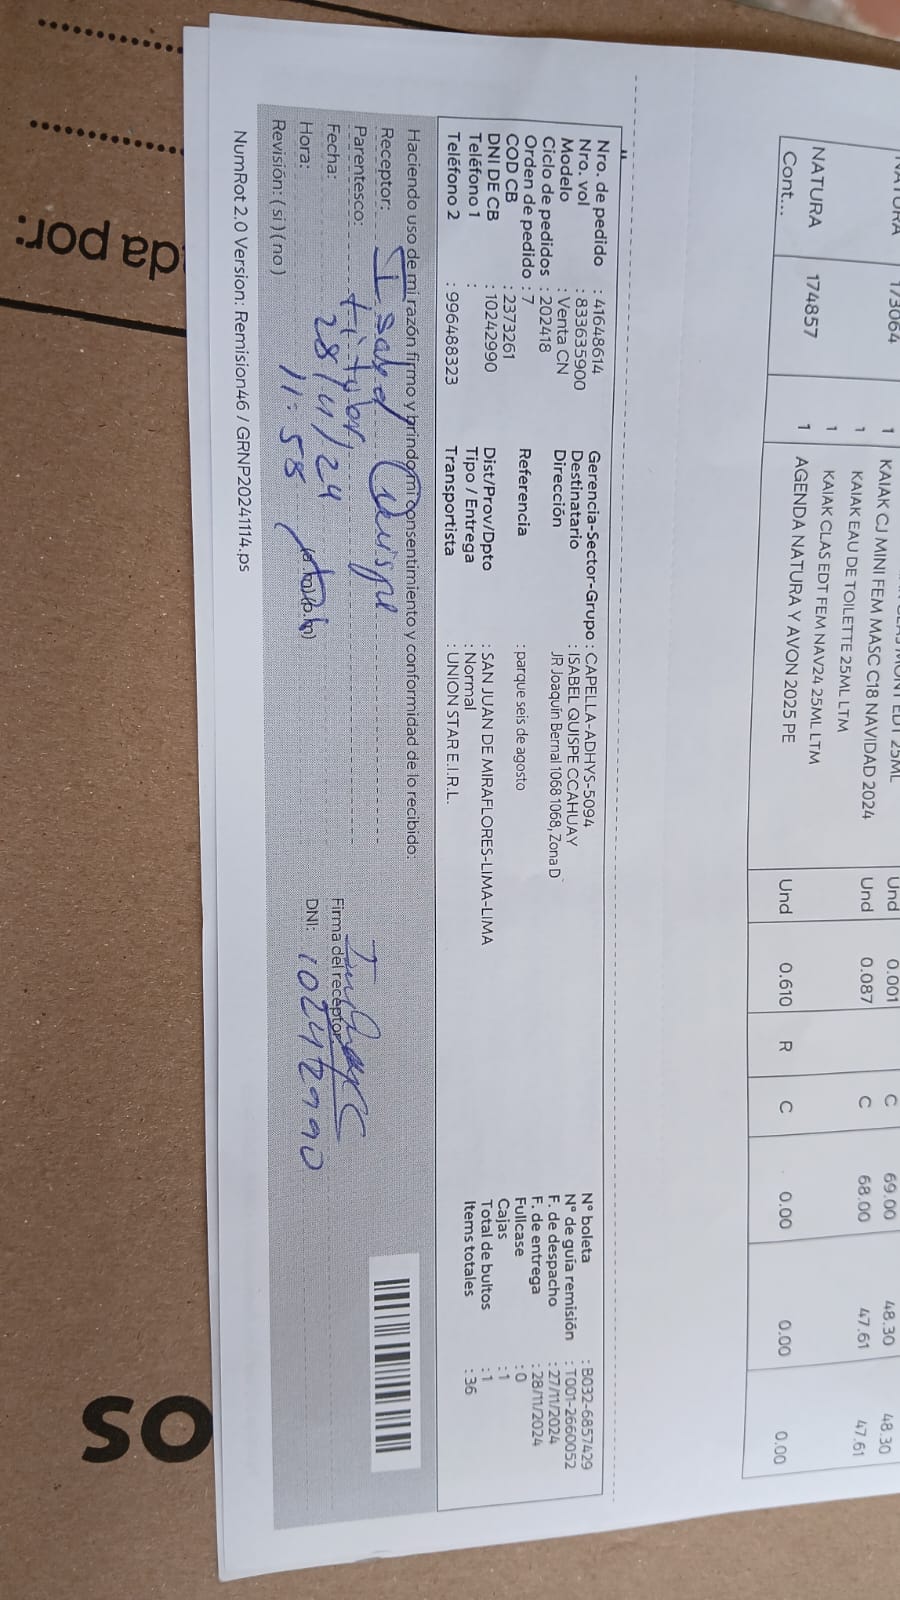 NATURA 173064 1 KAIAK CJ MINI FEM MASC C18 NAVIDAD 2024 Und 0.001 C 69.00 48.30 48.30
1 KAIAK EAU DE TOILETTE 25ML LTM Und 0.087 C 68.00 47.61 47.61
1 KAIAK CLAS EDT FEM NAV24 25ML LTM
NATURA 174857 1 AGENDA NATURA Y AVON 2025 PE Und 0.610 R C 0.00 0.00 0.00
Cont...
Nro. de pedido : 41648614 Gerencia-Sector-Grupo : CAPELLA-ADHYS-5094 N° boleta : B032-6857429
Nro. vol : 833635900 Destinatario : ISABEL QUISPE CCAHUAY N° de guía remisión : T001-2660052
Modelo : Venta CN Dirección JR Joaquín Bernal 1068 1068, Zona D F. de despacho : 27/11/2024
Ciclo de pedidos : 202418 F. de entrega : 28/11/2024
Orden de pedido : 7 Referencia : parque seis de agosto Fullcase : 0
COD CB : 2373261 Cajas : 1
DNI DE CB : 10242990 Dist/Prov/Dpto : SAN JUAN DE MIRAFLORES-LIMA-LIMA Total de bultos : 1
Teléfono 1 : Tipo / Entrega : Normal Items totales : 36
Teléfono 2 : 996488323 Transportista : UNION STAR E.I.R.L.
Haciendo uso de mi razón firmo y brindo mi consentimiento y conformidad de lo recibido:
Receptor: Isabel Quispe
Parentesco: titular
Fecha: 28/11/24 Firma del receptor
Hora: 11:58 DNI: 10242990
Revisión: ( si ) ( no )
NumRot 2.0 Version: Remision46 / GRNP20241114.ps
da por:
os